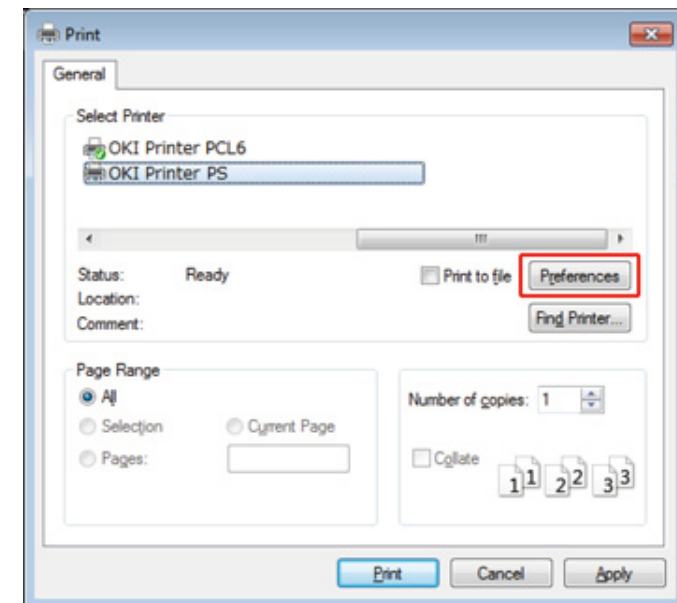 Print
General
Select Printer
OKI Printer PCL6
OKI Printer PS
Status: Ready Print to file Preferences
Location:
Comment: Find Printer...
Page Range
All Number of copies: 1
Selection Current Page
Pages: Collate
1 1 2 2 3 3
Print Cancel Apply